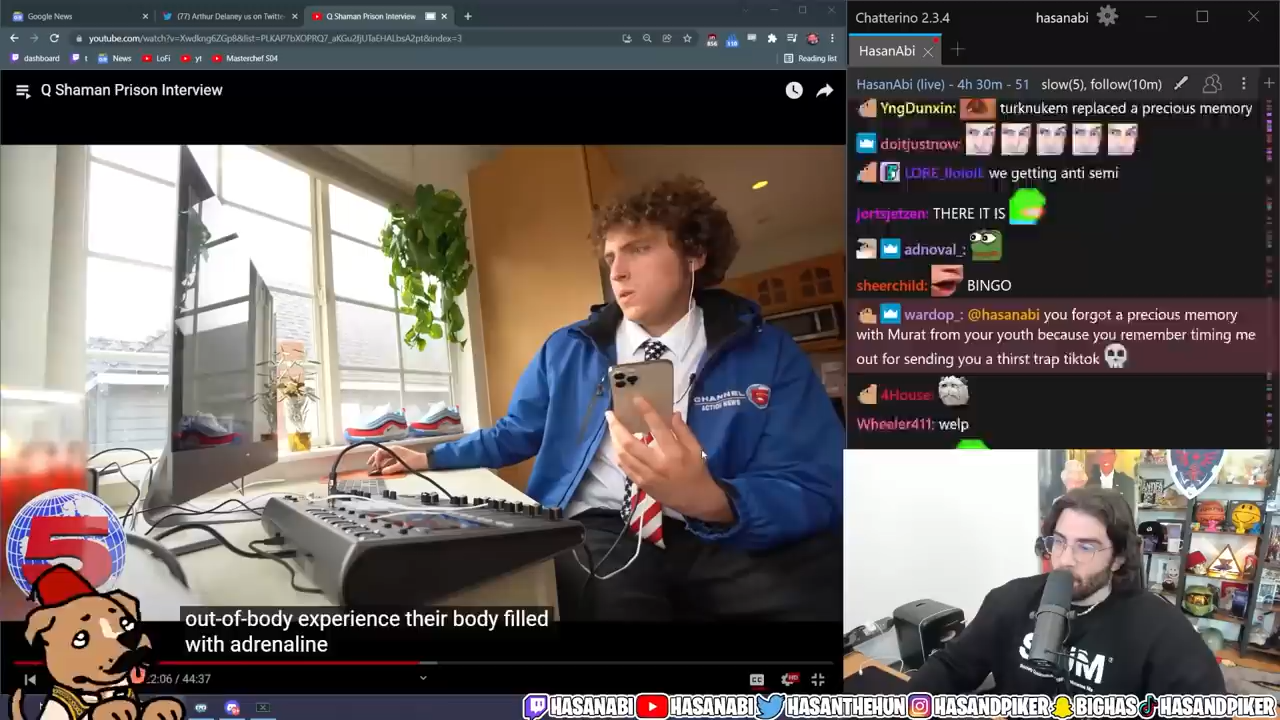 Google News
(77) Arthur Delaney us on Twitte
Q Shaman Prison Interview
youtube.com/watch?v=Xwdkng6ZGp8&list=PLKAP7bXOPRQ7_aKGu2fjUTaEHALbsA2pt&index=3
dashboard
t
News
LoFi
yt
Masterchef S04
Reading list
Q Shaman Prison Interview
CHANNEL 5
ACTION NEWS
5
out-of-body experience their body filled
with adrenaline
2:06 / 44:37
CC
HD
Chatterino 2.3.4
hasanabi
HasanAbi
HasanAbi (live) - 4h 30m - 51
slow(5), follow(10m)
YngDunxin: turknukem replaced a precious memory
doitjustnow:
we getting anti semi
jortsjetzen: THERE IT IS
adnoval_:
sheerchild: BINGO
wardop_: @hasanabi you forgot a precious memory
with Murat from your youth because you remember timing me
out for sending you a thirst trap tiktok
4House:
Wheeler411: welp
HASANABI
HASANABI
HASANTHEHUN
HASANDPIKER
BIGHAS
HASANDPIKER